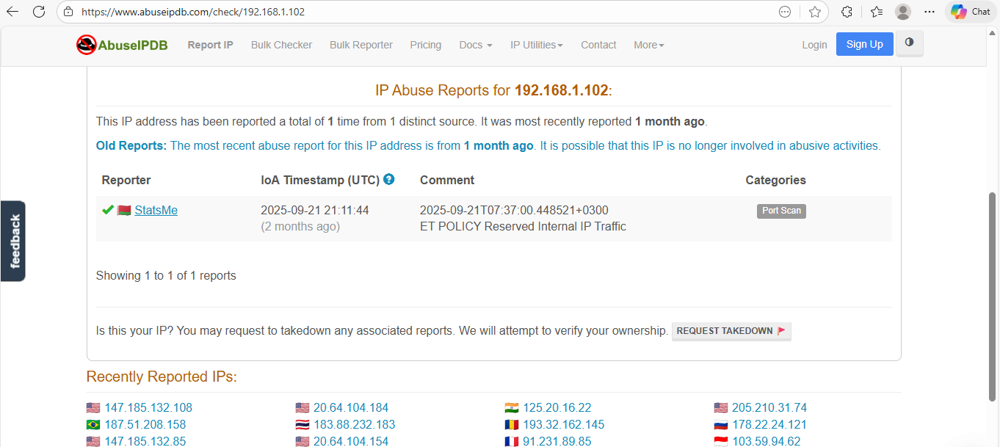 https://www.abuseipdb.com/check/192.168.1.102
Chat
AbuseIPDB Report IP Bulk Checker Bulk Reporter Pricing Docs IP Utilities Contact More Login Sign Up
IP Abuse Reports for 192.168.1.102:
This IP address has been reported a total of 1 time from 1 distinct source. It was most recently reported 1 month ago.
Old Reports: The most recent abuse report for this IP address is from 1 month ago. It is possible that this IP is no longer involved in abusive activities.
Reporter IoA Timestamp (UTC) ? Comment Categories
StatsMe 2025-09-21 21:11:44 2025-09-21T07:37:00.448521+0300 Port Scan
(2 months ago) ET POLICY Reserved Internal IP Traffic
feedback
Showing 1 to 1 of 1 reports
Is this your IP? You may request to takedown any associated reports. We will attempt to verify your ownership. REQUEST TAKEDOWN
Recently Reported IPs:
147.185.132.108 20.64.104.184 125.20.16.22 205.210.31.74
187.51.208.158 183.88.232.183 193.32.162.145 178.22.24.121
147.185.132.85 20.64.104.154 91.231.89.85 103.59.94.62